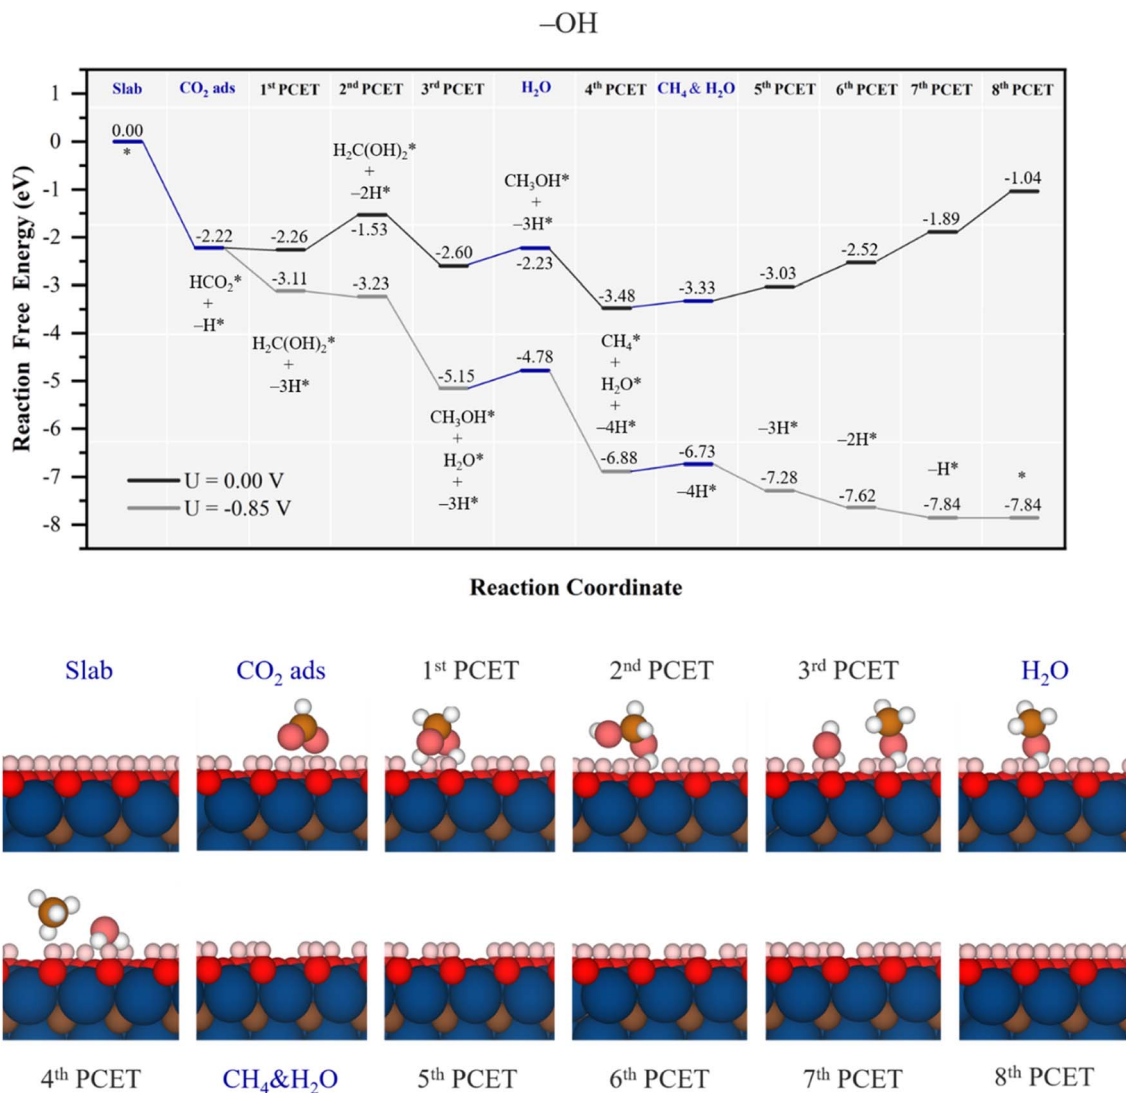 –OH
Slab CO₂ ads 1ˢᵗ PCET 2ⁿᵈ PCET 3ʳᵈ PCET H₂O 4ᵗʰ PCET CH₄ & H₂O 5ᵗʰ PCET 6ᵗʰ PCET 7ᵗʰ PCET 8ᵗʰ PCET
Reaction Free Energy (eV)
1
0
-1
-2
-3
-4
-5
-6
-7
-8
0.00
*
-2.22
HCO₂*
+
–H*
-2.26
-3.11
H₂C(OH)₂*
+
–3H*
H₂C(OH)₂*
+
–2H*
-1.53
-3.23
-2.60
-5.15
CH₃OH*
+
H₂O*
+
–3H*
CH₃OH*
+
–3H*
-2.23
-4.78
-3.48
CH₄*
+
H₂O*
+
–4H*
-6.88
-3.33
-6.73
–4H*
-3.03
–3H*
-7.28
-2.52
–2H*
-7.62
-1.89
–H*
-7.84
-1.04
*
-7.84
U = 0.00 V
U = -0.85 V
Reaction Coordinate
Slab CO₂ ads 1ˢᵗ PCET 2ⁿᵈ PCET 3ʳᵈ PCET H₂O
4ᵗʰ PCET CH₄&H₂O 5ᵗʰ PCET 6ᵗʰ PCET 7ᵗʰ PCET 8ᵗʰ PCET